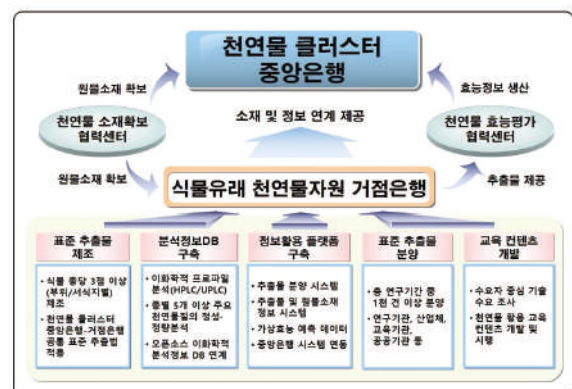 천연물 클러스터
중앙은행
원물소재 확보
효능정보 생산
소재 및 정보 연계 제공
천연물 소재확보
협력센터
천연물 효능평가
협력센터
원물소재 확보
추출물 제공
식물유래 천연물자원 거점은행
표준 추출물
제조
• 식물 종당 3점 이상
(부위/서식지별)
제조
• 천연물 클러스터
중앙은행-거점은행
공통 표준 추출법
적용
분석정보DB
구축
• 이화학적 프로파일
분석(HPLC/UPLC)
• 종별 5개 이상 주요
천연물질의 정성·
정량분석
• 오픈소스 이화학적
분석정보 DB 연계
정보활용 플랫폼
구축
• 추출물 분양 시스템
• 추출물 및 원물소재
정보 시스템
• 가상효능 예측 데이터
• 중앙은행 시스템 연동
표준 추출물
분양
• 총 연구기간 중
1천 건 이상 분양
• 연구기관, 산업체,
교육기관,
공공기관 등
교육 컨텐츠
개발
• 수요자 중심 기술
수요 조사
• 천연물 활용 교육
컨텐츠 개발 및
시행